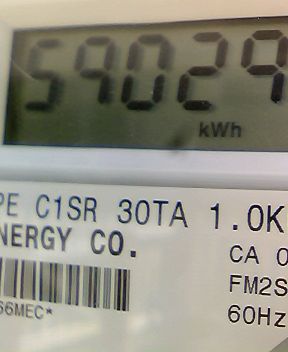 59029
kWh
PE C1SR 30TA 1.0K
NERGY CO.
CA 0
FM2S
66MEC*
60Hz